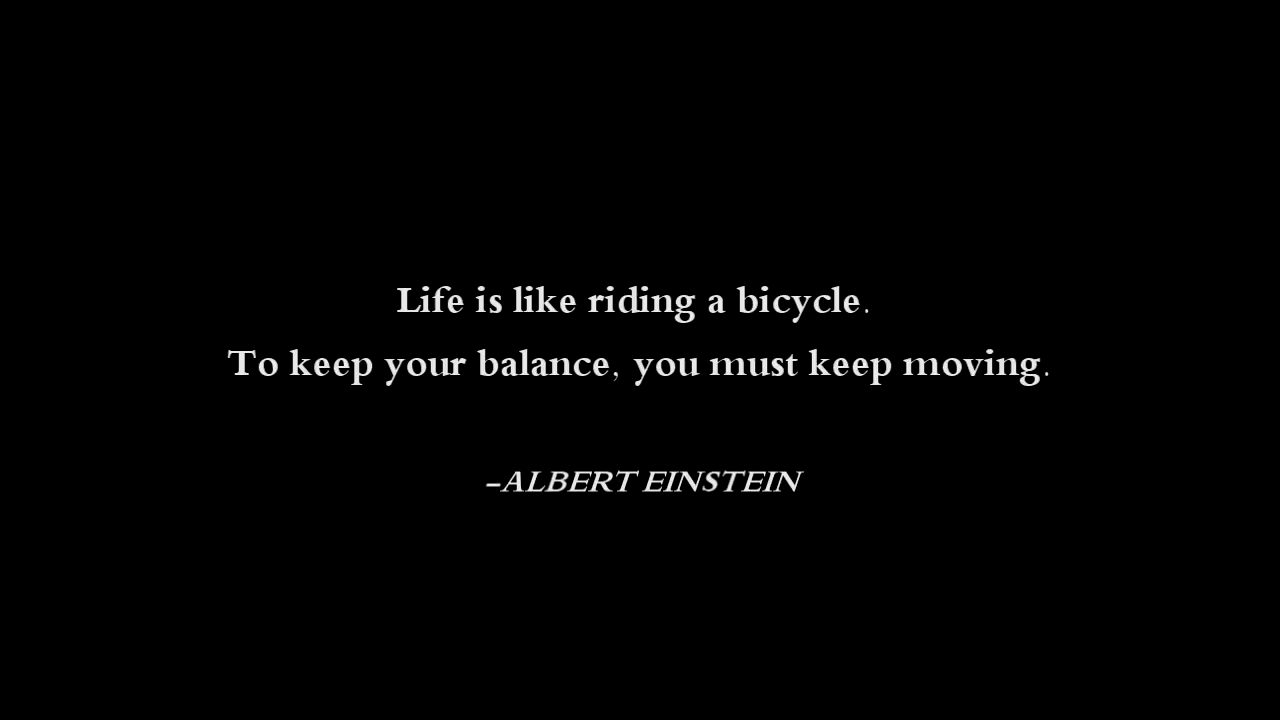 Life is like riding a bicycle.
To keep your balance, you must keep moving.
–ALBERT EINSTEIN